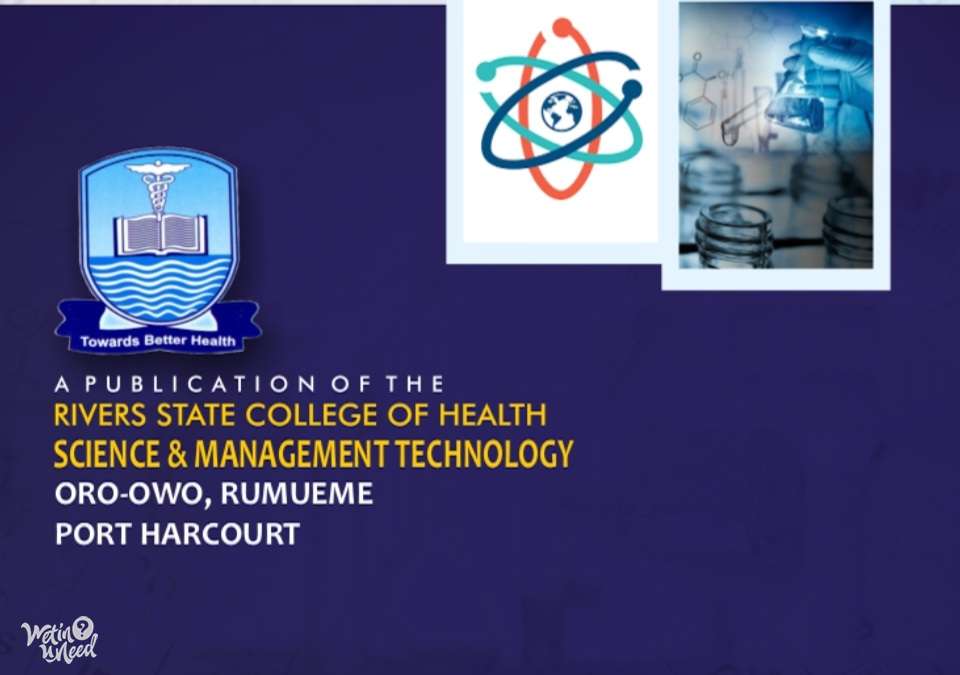 Towards Better Health
A PUBLICATION OF THE
RIVERS STATE COLLEGE OF HEALTH
SCIENCE & MANAGEMENT TECHNOLOGY
ORO-OWO, RUMUEME
PORT HARCOURT
Wetin?
UNeed